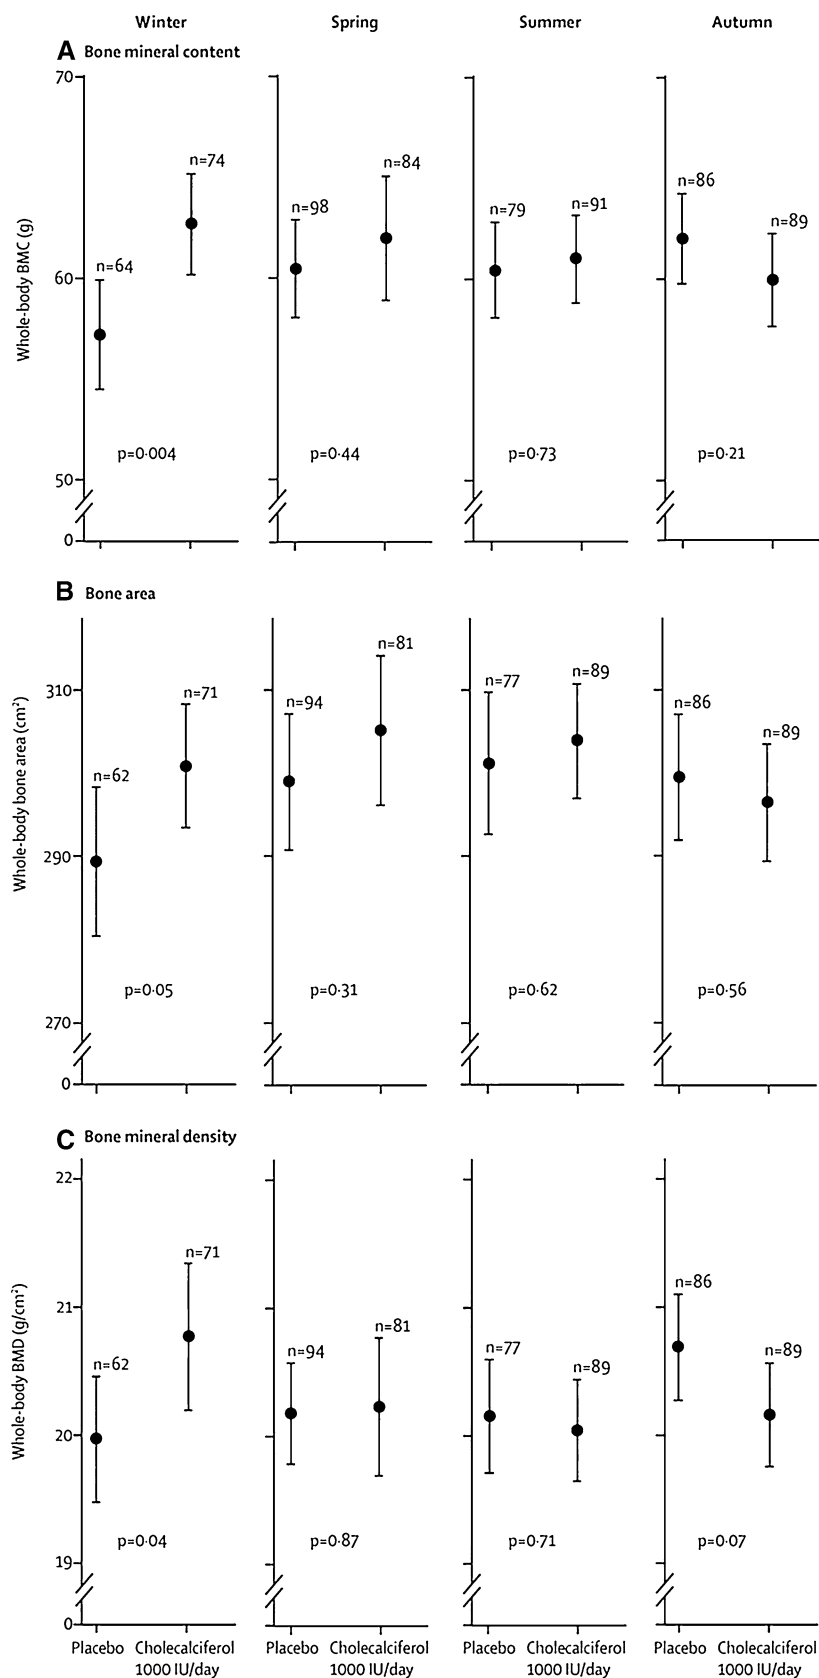 Winter Spring Summer Autumn
A Bone mineral content
70
n=74 n=84
n=86
n=98 n=79 n=91
n=89
n=64
60
Whole-body BMC (g)
p=0·004 p=0·44 p=0·73 p=0·21
50
0
B Bone area
n=81
n=71 n=94 n=77 n=89 n=86
310
n=89
n=62
Whole-body bone area (cm²)
290
p=0·05 p=0·31 p=0·62 p=0·56
270
0
C Bone mineral density
22
n=71
n=86
21
n=62 n=94 n=81 n=77 n=89 n=89
Whole-body BMD (g/cm²)
20
p=0·04 p=0·87 p=0·71 p=0·07
19
0
Placebo Cholecalciferol Placebo Cholecalciferol Placebo Cholecalciferol Placebo Cholecalciferol
1000 IU/day 1000 IU/day 1000 IU/day 1000 IU/day